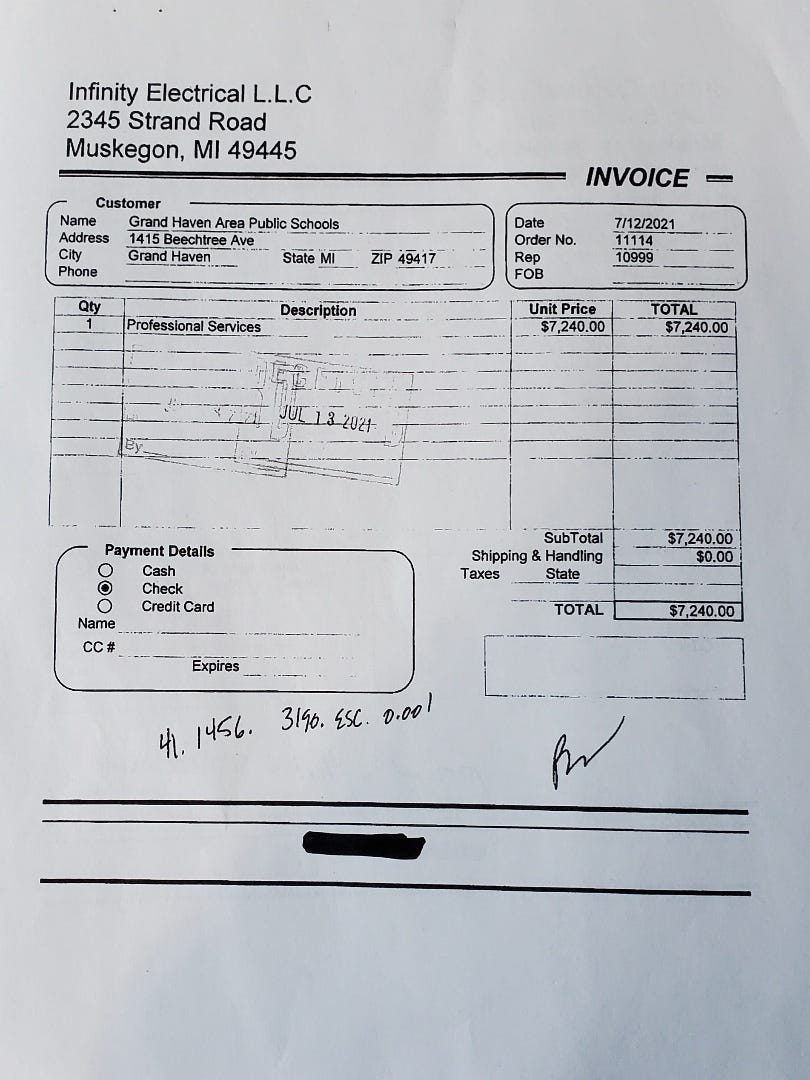 Infinity Electrical L.L.C
2345 Strand Road
Muskegon, MI 49445
INVOICE
Customer
Name Grand Haven Area Public Schools
Address 1415 Beechtree Ave
City Grand Haven State MI ZIP 49417
Phone
Date 7/12/2021
Order No. 11114
Rep 10999
FOB
Qty Description Unit Price TOTAL
1 Professional Services $7,240.00 $7,240.00
JUL 13 2021
By
SubTotal $7,240.00
Shipping & Handling $0.00
Taxes State
TOTAL $7,240.00
Payment Details
Cash
Check
Credit Card
Name
CC #
Expires
41. 1456. 3190. ESC. 0.001